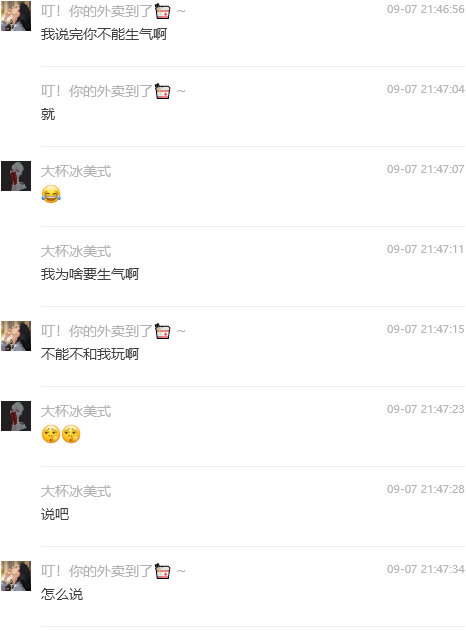 叮！你的外卖到了 ~ 09-07 21:46:56
我说完你不能生气啊
叮！你的外卖到了 ~ 09-07 21:47:04
就
大杯冰美式 09-07 21:47:07
😂
大杯冰美式 09-07 21:47:11
我为啥要生气啊
叮！你的外卖到了 ~ 09-07 21:47:15
不能不和我玩啊
大杯冰美式 09-07 21:47:23
大杯冰美式 09-07 21:47:28
说吧
叮！你的外卖到了 ~ 09-07 21:47:34
怎么说